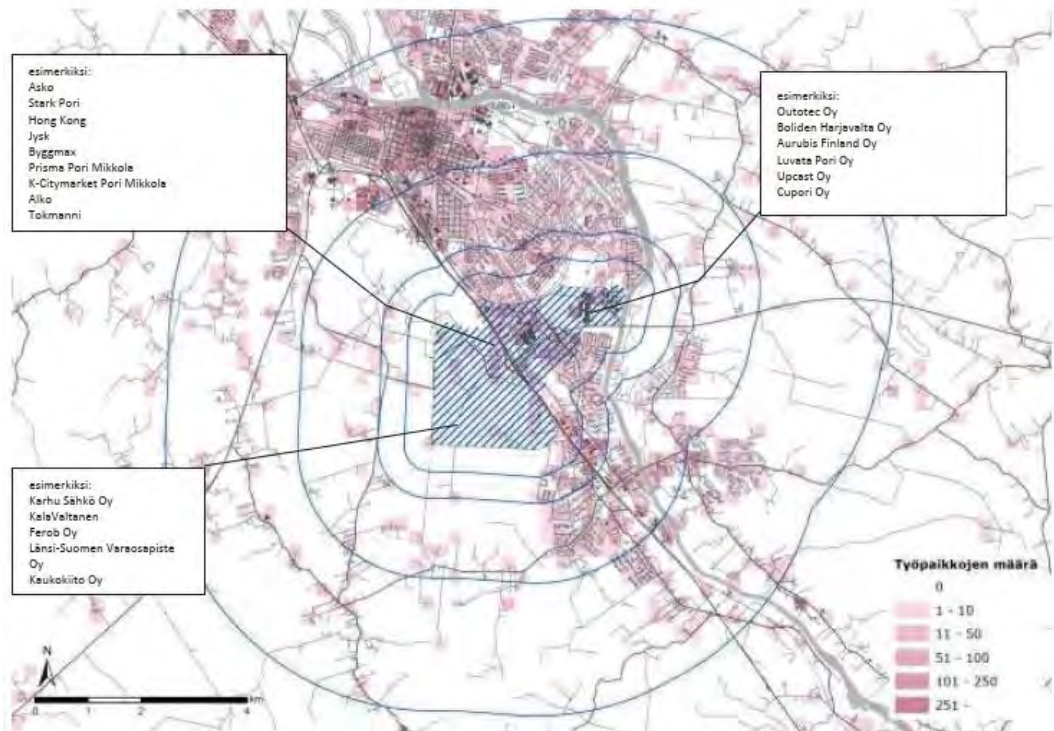 esimerkiksi:
Asko
Stark Pori
Hong Kong
Jysk
Byggmax
Prisma Pori Mikkola
K-Citymarket Pori Mikkola
Alko
Tokmanni
esimerkiksi:
Outotec Oy
Boliden Harjavalta Oy
Aurubis Finland Oy
Luvata Pori Oy
Upcast Oy
Cupori Oy
esimerkiksi:
Karhu Sähkö Oy
KalaValtanen
Ferob Oy
Länsi-Suomen Varaosapiste
Oy
Kaukokiito Oy
Työpaikkojen määrä
0
1 - 10
11 - 50
51 - 100
101 - 250
251 -
N
km
0 1 2 4